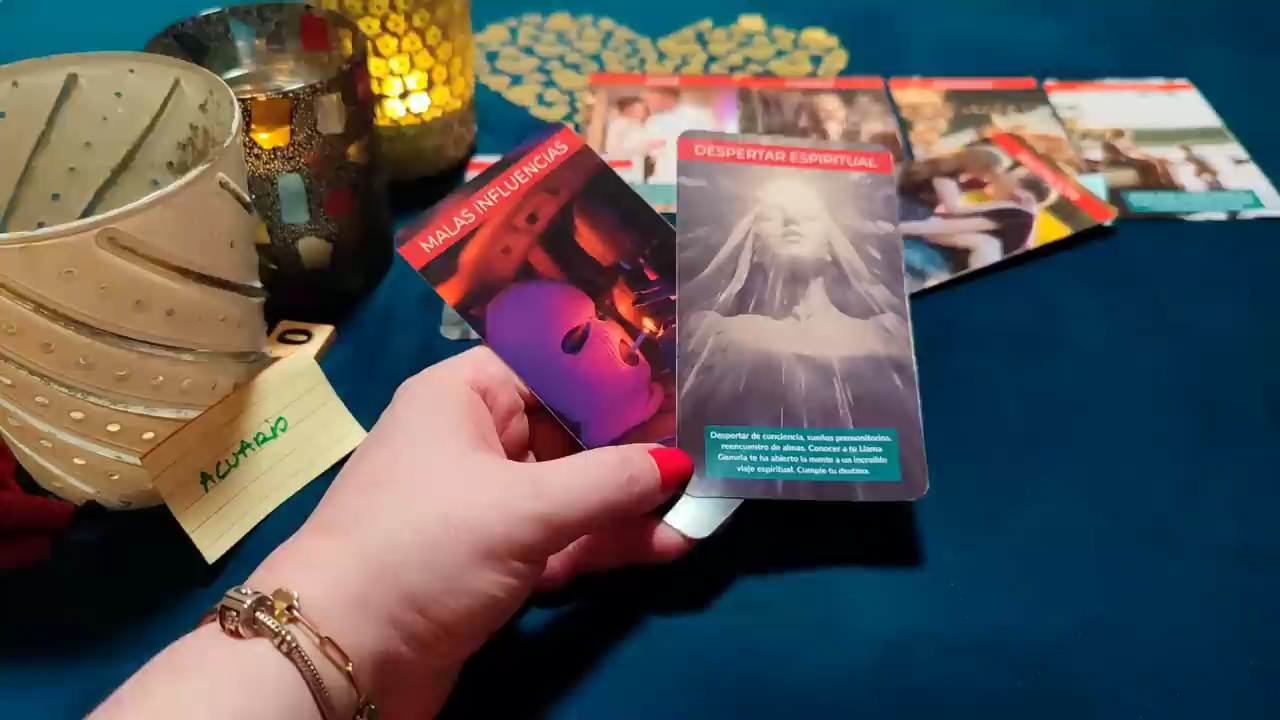 MALAS INFLUENCIAS
DESPERTAR ESPIRITUAL
Despertar de conciencia, sueños premonitorios,
reencuentro de almas. Conocer a tu Llama
Gemela te ha abierto la mente a un increíble
viaje espiritual. Cumple tu destino.
ACUARIO